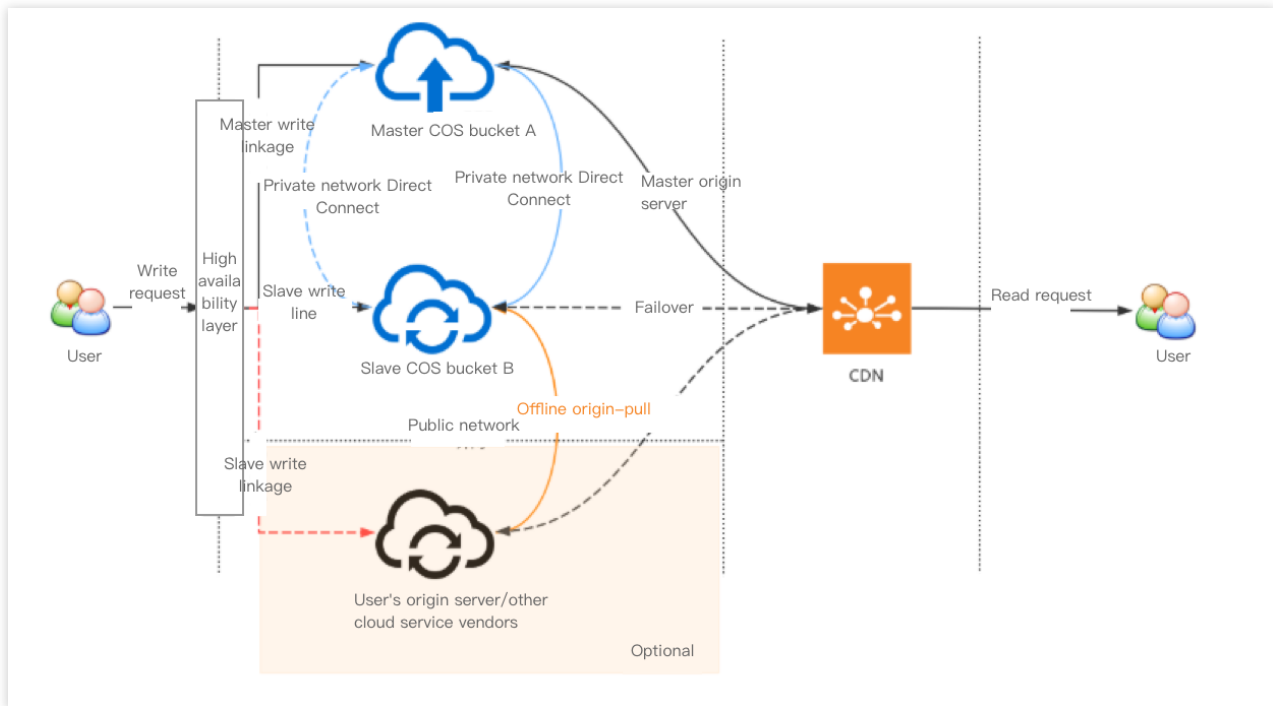 Master COS bucket A
Master write
linkage
Private network Direct
Connect
Private network Direct
Connect
Master origin
server
Write
request
High
availa
bility
layer
Slave write
line
Failover
Read request
User
Slave COS bucket B
CDN
User
Offline origin-pull
Public network
Slave write
linkage
User's origin server/other
cloud service vendors
Optional